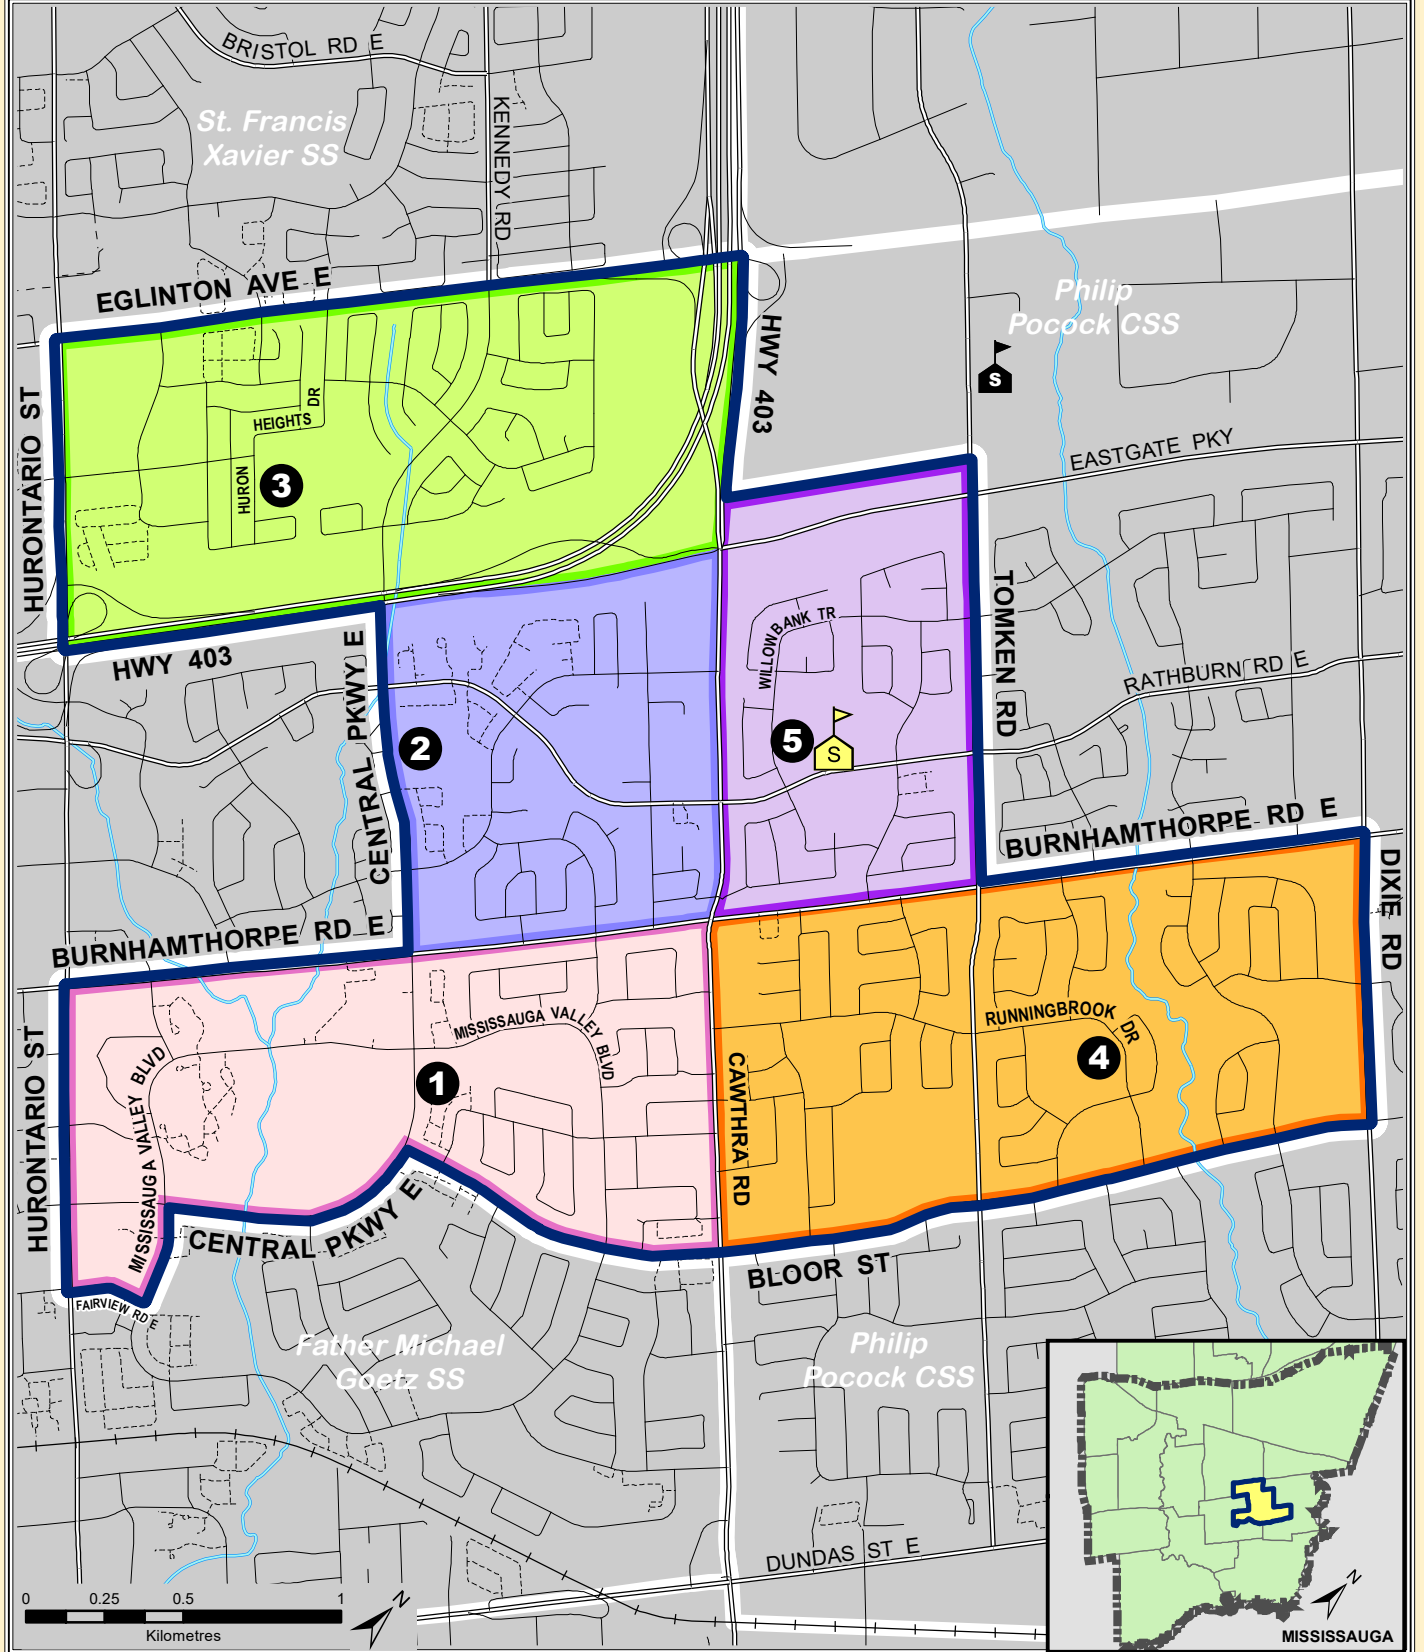 BRISTOL RD E
KENNEDY RD
St. Francis
Xavier SS
EGLINTON AVE E
Philip
Pocock CSS
S
HWY 403
HURONTARIO ST
HEIGHTS DR
HURON
3
EASTGATE PKY
TOMKEN RD
WILLOWBANK TR
HWY 403
CENTRAL PKWY E
RATHBURN RD E
2
5
S
BURNHAMTHORPE RD E
DIXIE RD
BURNHAMTHORPE RD E
HURONTARIO ST
MISSISSAUGA VALLEY BLVD
MISSISSAUGA VALLEY BLVD
1
RUNNINGBROOK DR
4
CAWTHRA RD
CENTRAL PKWY E
BLOOR ST
FAIRVIEW RD E
Father Michael
Goetz SS
Philip
Pocock CSS
DUNDAS ST E
0 0.25 0.5 1
Kilometres
N
N
MISSISSAUGA